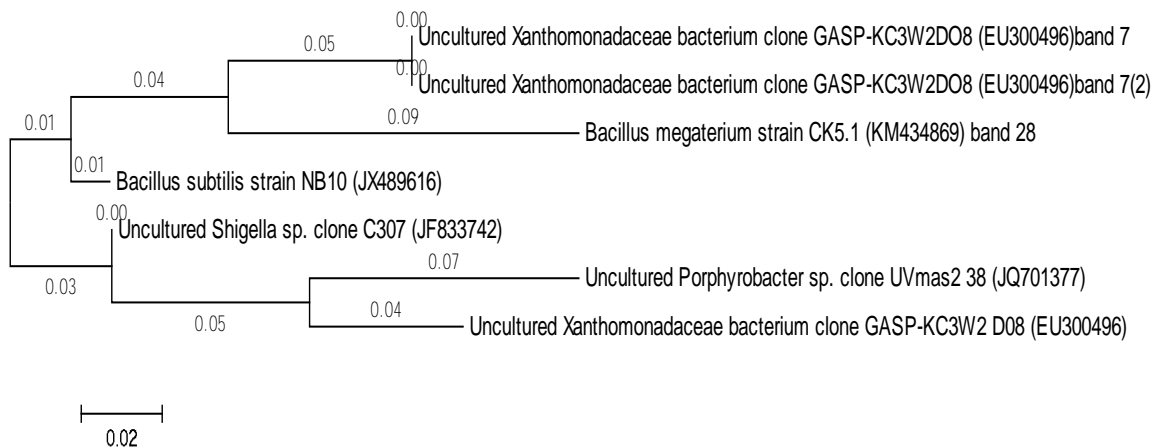 0.00
Uncultured Xanthomonadaceae bacterium clone GASP-KC3W2DO8 (EU300496)band 7
0.05
0.00
Uncultured Xanthomonadaceae bacterium clone GASP-KC3W2DO8 (EU300496)band 7(2)
0.04
0.09
Bacillus megaterium strain CK5.1 (KM434869) band 28
0.01
0.01
Bacillus subtilis strain NB10 (JX489616)
0.00
Uncultured Shigella sp. clone C307 (JF833742)
0.07
Uncultured Porphyrobacter sp. clone UVmas2 38 (JQ701377)
0.03
0.04
0.05
Uncultured Xanthomonadaceae bacterium clone GASP-KC3W2 D08 (EU300496)
0.02